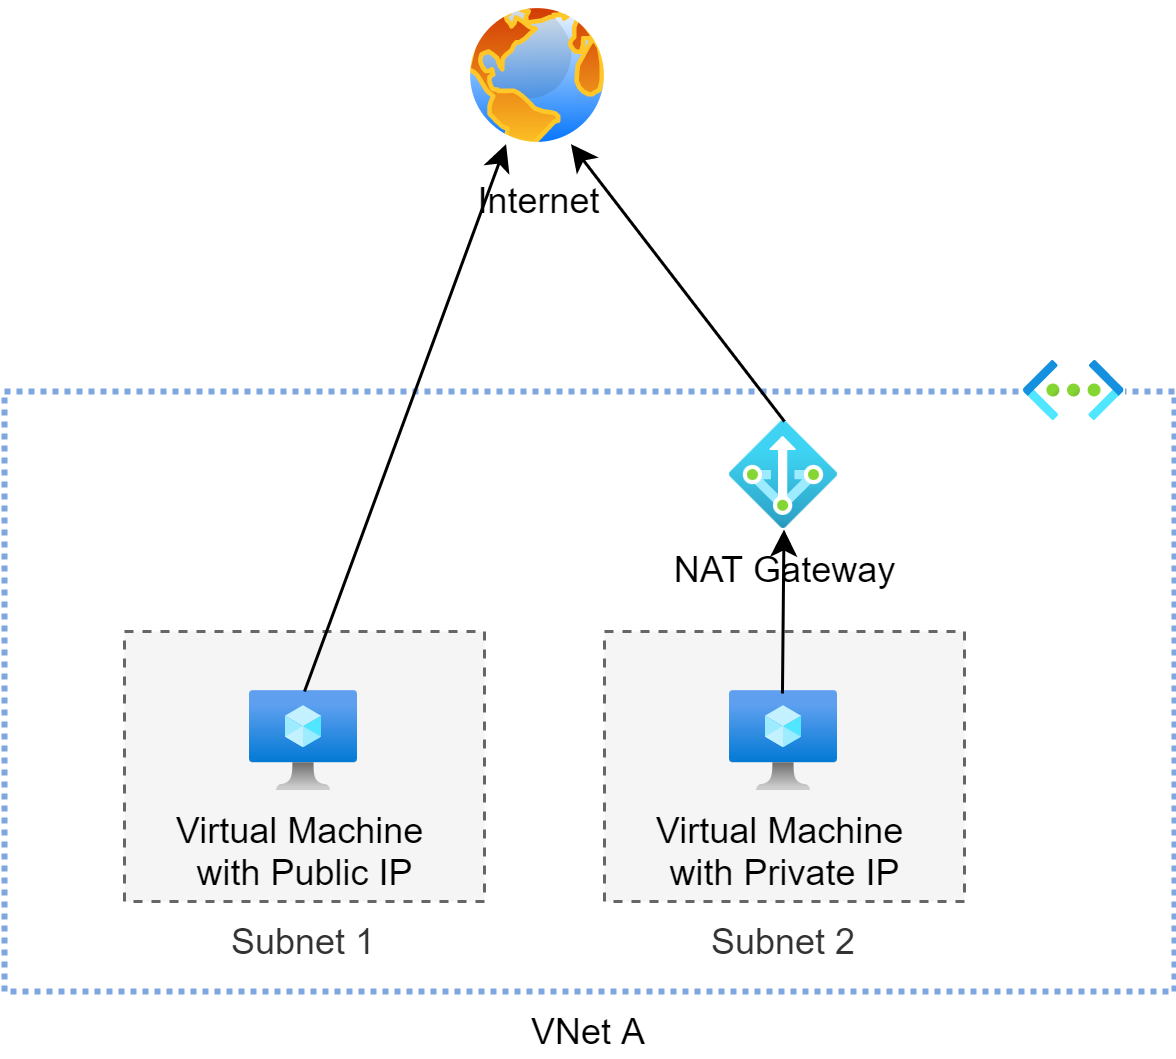 Internet
NAT Gateway
Virtual Machine
with Public IP
Virtual Machine
with Private IP
Subnet 1
Subnet 2
VNet A